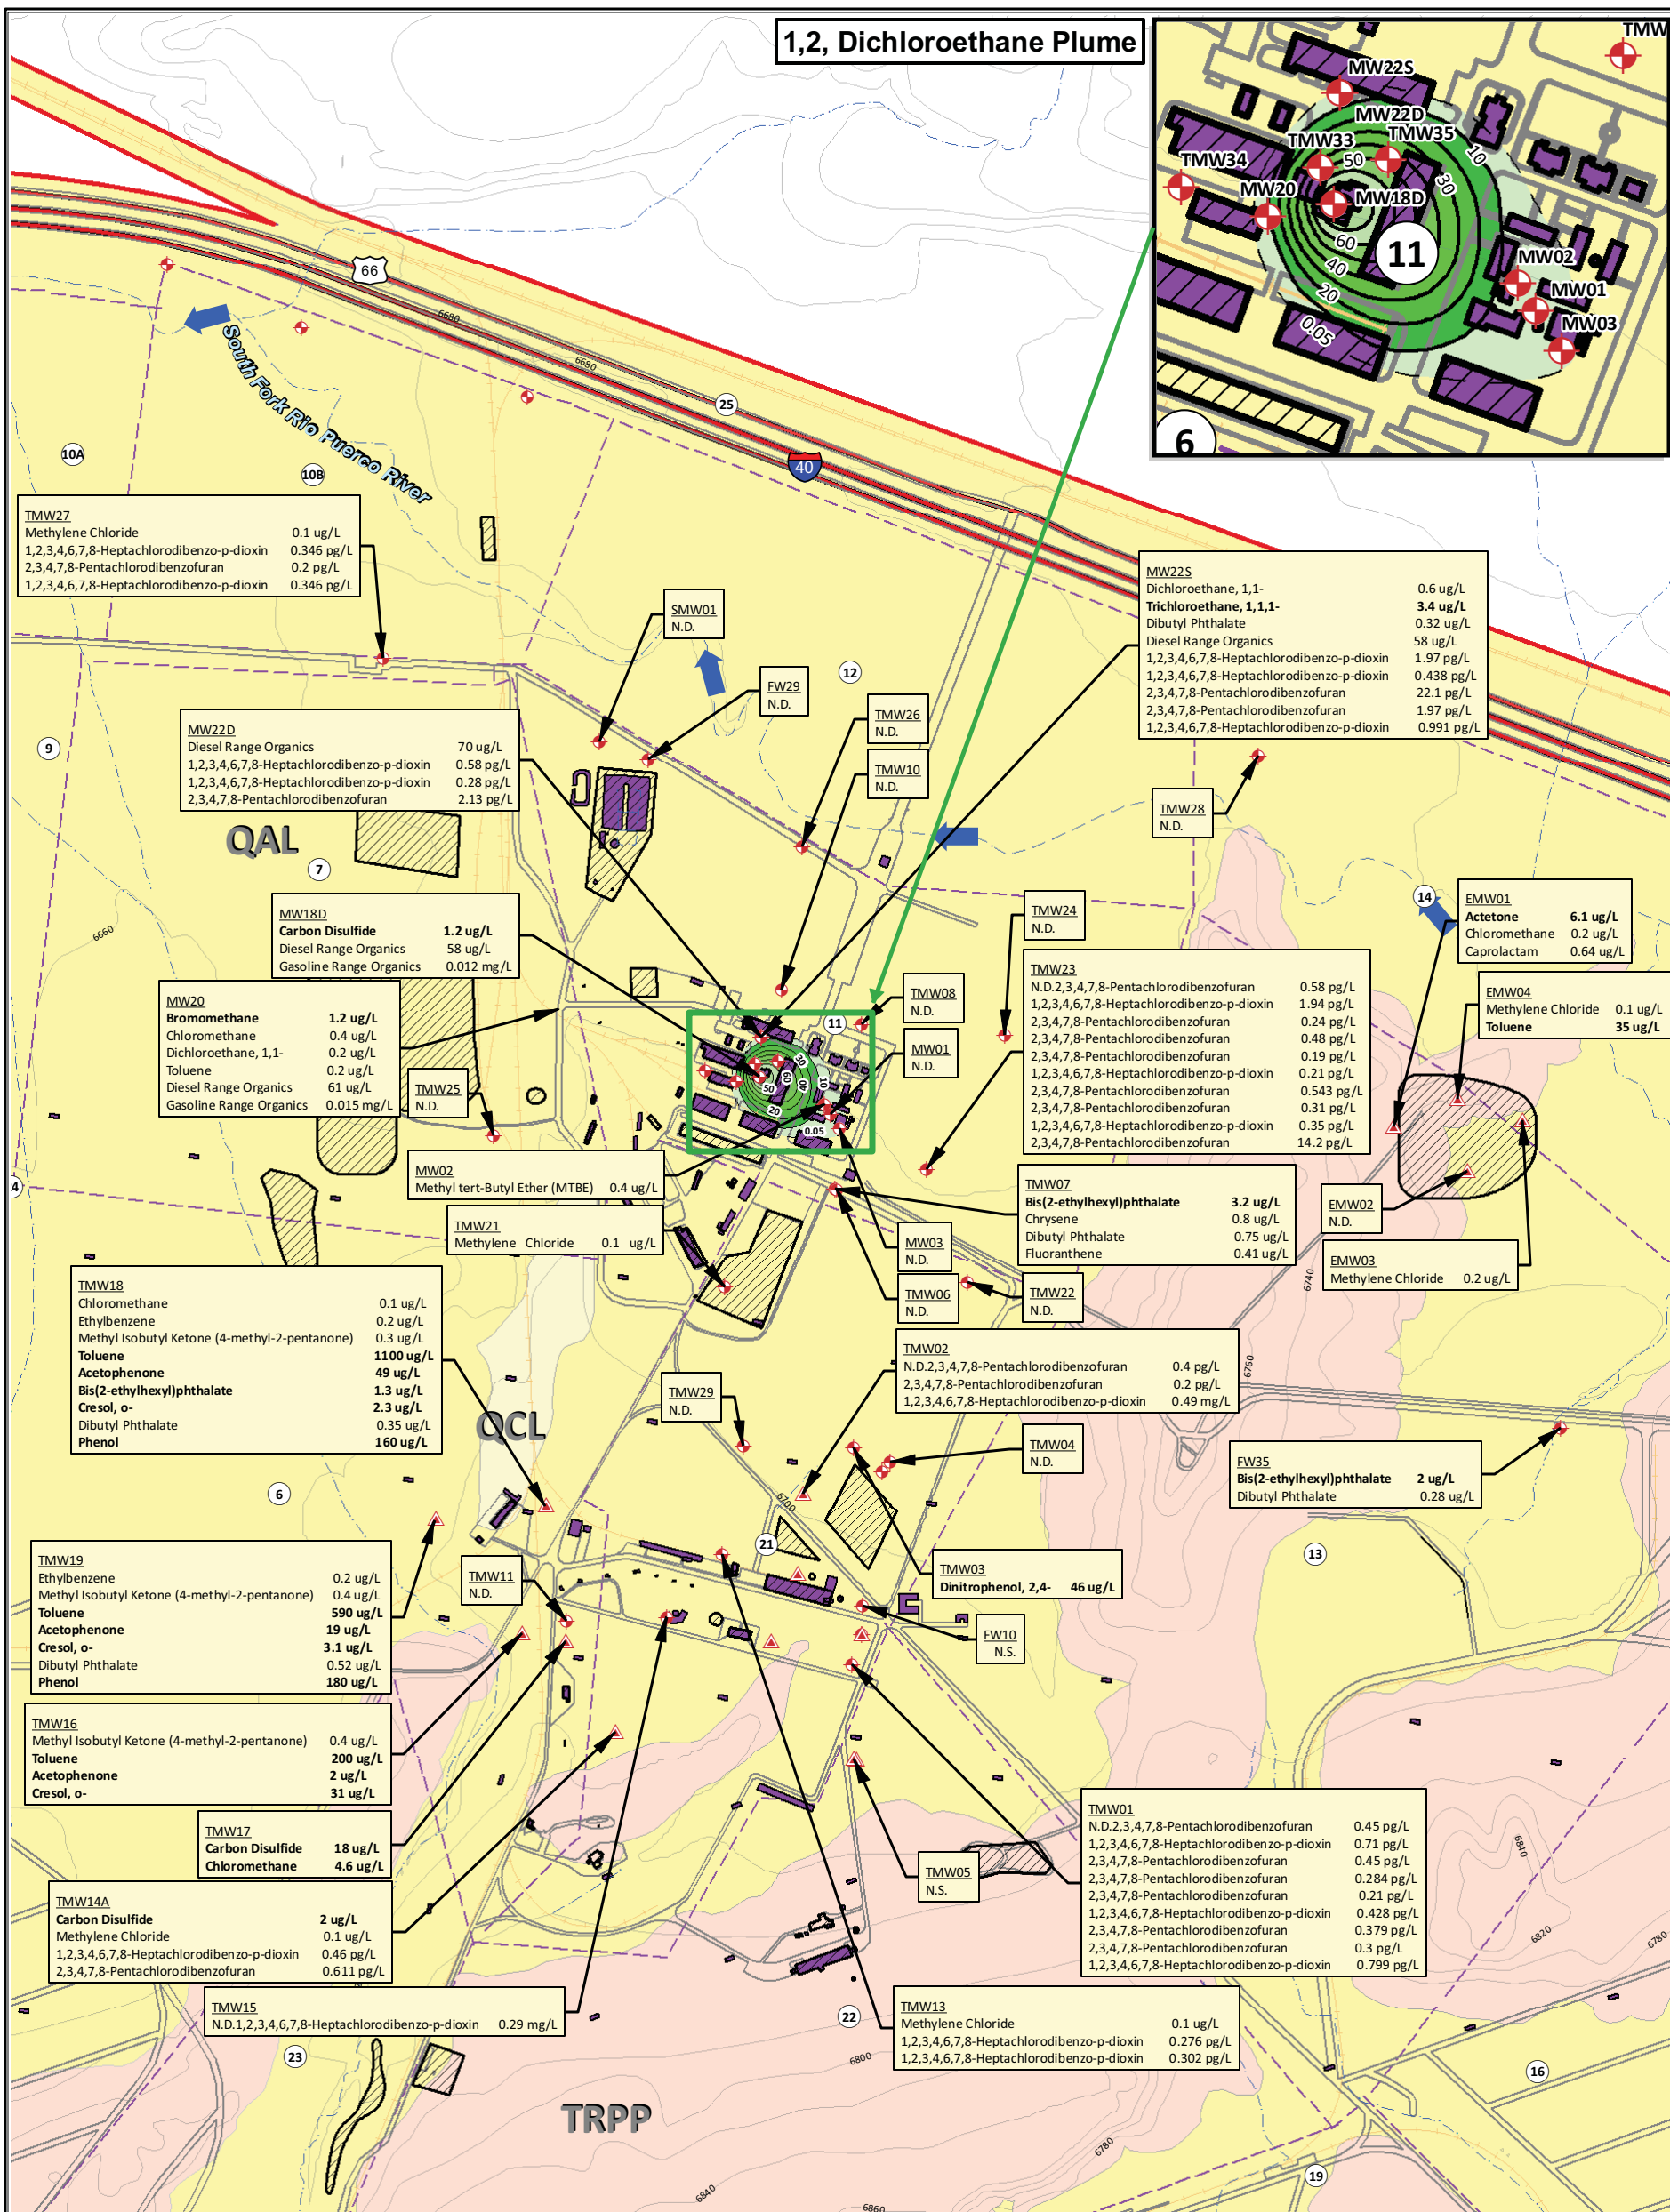 1,2, Dichloroethane Plume
TMW
MW22S
MW22D
TMW35
TMW33
50
10
TMW34
30
MW20
MW18D
60
11
MW02
40
MW01
20
MW03
0.05
6
66
6680
South Fork Rio Puerco River
6680
25
40
10A
10B
TMW27
Methylene Chloride 0.1 ug/L
1,2,3,4,6,7,8-Heptachlorodibenzo-p-dioxin 0.346 pg/L
2,3,4,7,8-Pentachlorodibenzofuran 0.2 pg/L
1,2,3,4,6,7,8-Heptachlorodibenzo-p-dioxin 0.346 pg/L
MW22S
Dichloroethane, 1,1- 0.6 ug/L
Trichloroethane, 1,1,1- 3.4 ug/L
Dibutyl Phthalate 0.32 ug/L
Diesel Range Organics 58 ug/L
1,2,3,4,6,7,8-Heptachlorodibenzo-p-dioxin 1.97 pg/L
1,2,3,4,6,7,8-Heptachlorodibenzo-p-dioxin 0.438 pg/L
2,3,4,7,8-Pentachlorodibenzofuran 22.1 pg/L
2,3,4,7,8-Pentachlorodibenzofuran 1.97 pg/L
1,2,3,4,6,7,8-Heptachlorodibenzo-p-dioxin 0.991 pg/L
SMW01
N.D.
12
FW29
N.D.
TMW26
N.D.
TMW10
N.D.
MW22D
Diesel Range Organics 70 ug/L
1,2,3,4,6,7,8-Heptachlorodibenzo-p-dioxin 0.58 pg/L
1,2,3,4,6,7,8-Heptachlorodibenzo-p-dioxin 0.28 pg/L
2,3,4,7,8-Pentachlorodibenzofuran 2.13 pg/L
9
TMW28
N.D.
QAL
7
6660
MW18D
Carbon Disulfide 1.2 ug/L
Diesel Range Organics 58 ug/L
Gasoline Range Organics 0.012 mg/L
TMW24
N.D.
14
EMW01
Actetone 6.1 ug/L
Chloromethane 0.2 ug/L
Caprolactam 0.64 ug/L
TMW23
N.D.2,3,4,7,8-Pentachlorodibenzofuran 0.58 pg/L
1,2,3,4,6,7,8-Heptachlorodibenzo-p-dioxin 1.94 pg/L
2,3,4,7,8-Pentachlorodibenzofuran 0.24 pg/L
2,3,4,7,8-Pentachlorodibenzofuran 0.48 pg/L
2,3,4,7,8-Pentachlorodibenzofuran 0.19 pg/L
1,2,3,4,6,7,8-Heptachlorodibenzo-p-dioxin 0.21 pg/L
2,3,4,7,8-Pentachlorodibenzofuran 0.543 pg/L
2,3,4,7,8-Pentachlorodibenzofuran 0.31 pg/L
1,2,3,4,6,7,8-Heptachlorodibenzo-p-dioxin 0.35 pg/L
2,3,4,7,8-Pentachlorodibenzofuran 14.2 pg/L
EMW04
Methylene Chloride 0.1 ug/L
Toluene 35 ug/L
MW20
Bromomethane 1.2 ug/L
Chloromethane 0.4 ug/L
Dichloroethane, 1,1- 0.2 ug/L
Toluene 0.2 ug/L
Diesel Range Organics 61 ug/L
Gasoline Range Organics 0.015 mg/L
TMW08
N.D.
11
MW01
N.D.
30
60
40
10
50
20
0.05
TMW25
N.D.
MW02
Methyl tert-Butyl Ether (MTBE) 0.4 ug/L
4
TMW07
Bis(2-ethylhexyl)phthalate 3.2 ug/L
Chrysene 0.8 ug/L
Dibutyl Phthalate 0.75 ug/L
Fluoranthene 0.41 ug/L
EMW02
N.D.
TMW21
Methylene Chloride 0.1 ug/L
MW03
N.D.
EMW03
Methylene Chloride 0.2 ug/L
6740
TMW06
N.D.
TMW22
N.D.
TMW18
Chloromethane 0.1 ug/L
Ethylbenzene 0.2 ug/L
Methyl Isobutyl Ketone (4-methyl-2-pentanone) 0.3 ug/L
Toluene 1100 ug/L
Acetophenone 49 ug/L
Bis(2-ethylhexyl)phthalate 1.3 ug/L
Cresol, o- 2.3 ug/L
Dibutyl Phthalate 0.35 ug/L
Phenol 160 ug/L
TMW02
N.D.2,3,4,7,8-Pentachlorodibenzofuran 0.4 pg/L
2,3,4,7,8-Pentachlorodibenzofuran 0.2 pg/L
1,2,3,4,6,7,8-Heptachlorodibenzo-p-dioxin 0.49 mg/L
6760
TMW29
N.D.
QCL
TMW04
N.D.
FW35
Bis(2-ethylhexyl)phthalate 2 ug/L
Dibutyl Phthalate 0.28 ug/L
6
6700
21
13
TMW19
Ethylbenzene 0.2 ug/L
Methyl Isobutyl Ketone (4-methyl-2-pentanone) 0.4 ug/L
Toluene 590 ug/L
Acetophenone 19 ug/L
Cresol, o- 3.1 ug/L
Dibutyl Phthalate 0.52 ug/L
Phenol 180 ug/L
TMW11
N.D.
TMW03
Dinitrophenol, 2,4- 46 ug/L
FW10
N.S.
TMW16
Methyl Isobutyl Ketone (4-methyl-2-pentanone) 0.4 ug/L
Toluene 200 ug/L
Acetophenone 2 ug/L
Cresol, o- 31 ug/L
TMW17
Carbon Disulfide 18 ug/L
Chloromethane 4.6 ug/L
TMW01
N.D.2,3,4,7,8-Pentachlorodibenzofuran 0.45 pg/L
1,2,3,4,6,7,8-Heptachlorodibenzo-p-dioxin 0.71 pg/L
2,3,4,7,8-Pentachlorodibenzofuran 0.45 pg/L
2,3,4,7,8-Pentachlorodibenzofuran 0.284 pg/L
2,3,4,7,8-Pentachlorodibenzofuran 0.21 pg/L
1,2,3,4,6,7,8-Heptachlorodibenzo-p-dioxin 0.428 pg/L
2,3,4,7,8-Pentachlorodibenzofuran 0.379 pg/L
2,3,4,7,8-Pentachlorodibenzofuran 0.3 pg/L
1,2,3,4,6,7,8-Heptachlorodibenzo-p-dioxin 0.799 pg/L
6840
TMW05
N.S.
TMW14A
Carbon Disulfide 2 ug/L
Methylene Chloride 0.1 ug/L
1,2,3,4,6,7,8-Heptachlorodibenzo-p-dioxin 0.46 pg/L
2,3,4,7,8-Pentachlorodibenzofuran 0.611 pg/L
6820
6780
TMW15
N.D.1,2,3,4,6,7,8-Heptachlorodibenzo-p-dioxin 0.29 mg/L
22
TMW13
Methylene Chloride 0.1 ug/L
1,2,3,4,6,7,8-Heptachlorodibenzo-p-dioxin 0.276 pg/L
1,2,3,4,6,7,8-Heptachlorodibenzo-p-dioxin 0.302 pg/L
23
6800
16
TRPP
6780
19
6840
6860